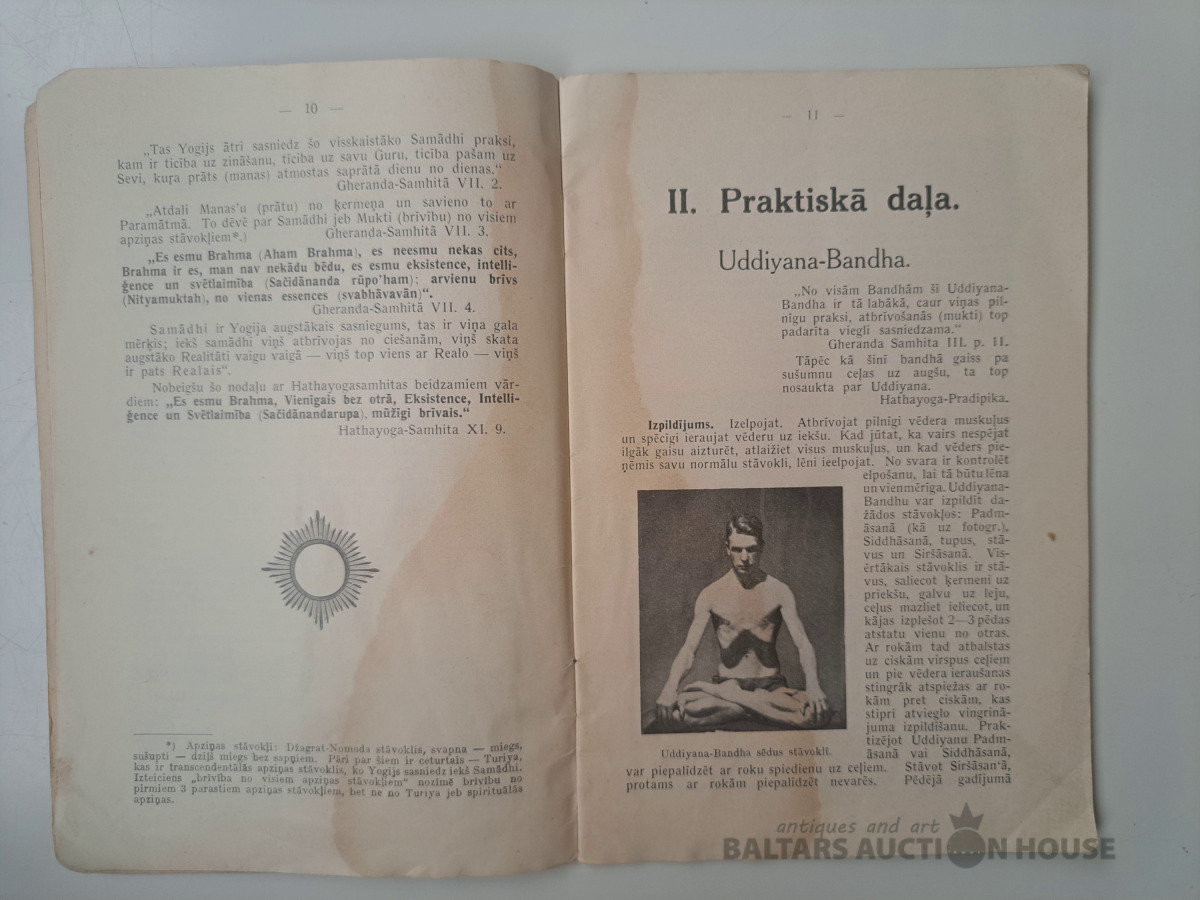 — 10 —
„Tas Yogijs ātri sasniedz šo visskaistāko Samādhi praksi,
kam ir ticība uz zināšanu, ticība uz savu Guru, ticība pašam uz
Sevi, kuŗa prāts (manas) atmostas saprātā dienu no dienas.“
Gheranda-Samhitā VII. 2.
„Atdali Manas'u (prātu) no ķermeņa un savieno to ar
Paramātmā. To dēvē par Samādhi jeb Mukti (brīvību) no visiem
apziņas stāvokļiem*.)
Gheranda-Samhitā VII. 3.
„Es esmu Brahma (Aham Brahma), es neesmu nekas cits,
Brahma ir es, man nav nekādu bēdu, es esmu eksistence, intelli-
ģence un svētlaimība (Sačidānanda rūpo'ham); arvienu brīvs
(Nityamuktah), no vienas essences (svabhāvavān)“.
Gheranda-Samhitā VII. 4.
Samādhi ir Yogija augstākais sasniegums, tas ir viņa gala
mērķis; iekš samādhi viņš atbrīvojas no ciešanām, viņš skata
augstāko Realitāti vaigu vaigā — viņš top viens ar Realo — viņš
ir pats Realais“.
Nobeigšu šo nodaļu ar Hathayogasamhitas beidzamiem vār-
diem: „Es esmu Brahma, Vienīgais bez otrā, Eksistence, Intelli-
ģence un Svētlaimība (Sačidānandarupa), mūžīgi brīvais.“
Hathayoga-Samhita XI. 9.
*) Apziņas stāvokļi: Džagrat-Nomoda stāvoklis, svapna — miegs,
sušupti — dziļš miegs bez sapņiem. Pāri par šiem ir ceturtais — Turiya,
kas ir transcendentālās apziņas stāvoklis, ko Yogijs sasniedz iekš Samādhi.
Izteiciens „brīvība no visiem apziņas stāvokļiem“ nozīmē brīvību no
pirmiem 3 parastiem apziņas stāvokļiem, bet ne no Turiya jeb spirituālās
apziņas.
— 11 —
II. Praktiskā daļa.
Uddiyana-Bandha.
„No visām Bandhām šī Uddiyana-
Bandha ir tā labākā, caur viņas pil-
nīgu praksi, atbrīvošanās (mukti) top
padarīta viegli sasniedzama.“
Gheranda Samhita III. p. 11.
Tāpēc kā šinī bandhā gaiss pa
sušumnu ceļas uz augšu, ta top
nosaukta par Uddiyana.
Hathayoga-Pradipika.
Izpildījums. Izelpojat. Atbrīvojat pilnīgi vēdera muskuļus
un spēcīgi ieraujat vēderu uz iekšu. Kad jūtat, ka vairs nespējat
ilgāk gaisu aizturēt, atlaižiet visus muskuļus, un kad vēders pie-
ņēmis savu normālu stāvokli, lēni ieelpojat. No svara ir kontrolēt
elpošanu, lai tā būtu lēna
un vienmērīga. Uddiyana-
Bandhu var izpildīt da-
žādos stāvokļos: Padm-
āsanā (kā uz fotogr.),
Siddhāsanā, tupus, stā-
vus un Siršāsanā. Vis-
ērtākais stāvoklis ir stā-
vus, saliecot ķermeni uz
priekšu, galvu uz leju,
ceļus mazliet ieliecot, un
kājas izplešot 2—3 pēdas
atstatu vienu no otras.
Ar rokām tad atbalstas
uz ciskām virspus ceļiem
un pie vēdera ieraušanas
stingrāk atspiežas ar ro-
kām pret ciskām, kas
stipri atvieglo vingrinā-
juma izpildīšanu. Prak-
tizējot Uddiyanu Padm-
āsanā vai Siddhāsanā,
var piepalīdzēt ar roku spiedienu uz ceļiem. Stāvot Siršāsan'ā,
protams ar rokām piepalīdzēt nevarēs. Pēdējā gadījumā
Uddiyana-Bandha sēdus stāvoklī.
antiques and art
BALTARS AUCTION HOUSE